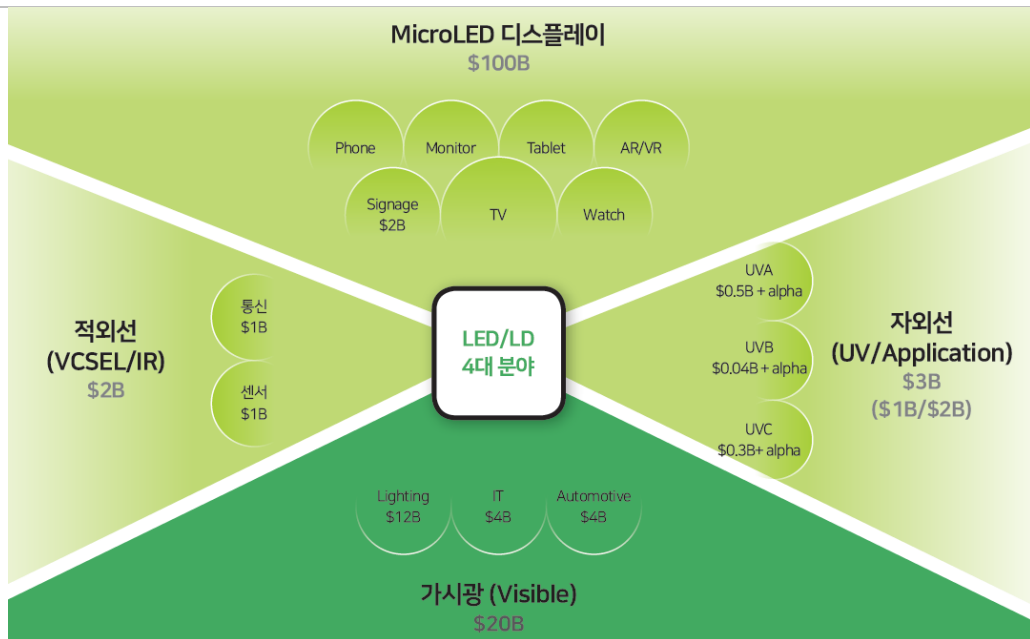 MicroLED 디스플레이
$100B
Phone
Monitor
Tablet
AR/VR
Signage
$2B
TV
Watch
적외선
(VCSEL/IR)
$2B
통신
$1B
센서
$1B
LED/LD
4대 분야
UVA
$0.5B + alpha
UVB
$0.04B + alpha
UVC
$0.3B+ alpha
자외선
(UV/Application)
$3B
($1B/$2B)
Lighting
$12B
IT
$4B
Automotive
$4B
가시광 (Visible)
$20B